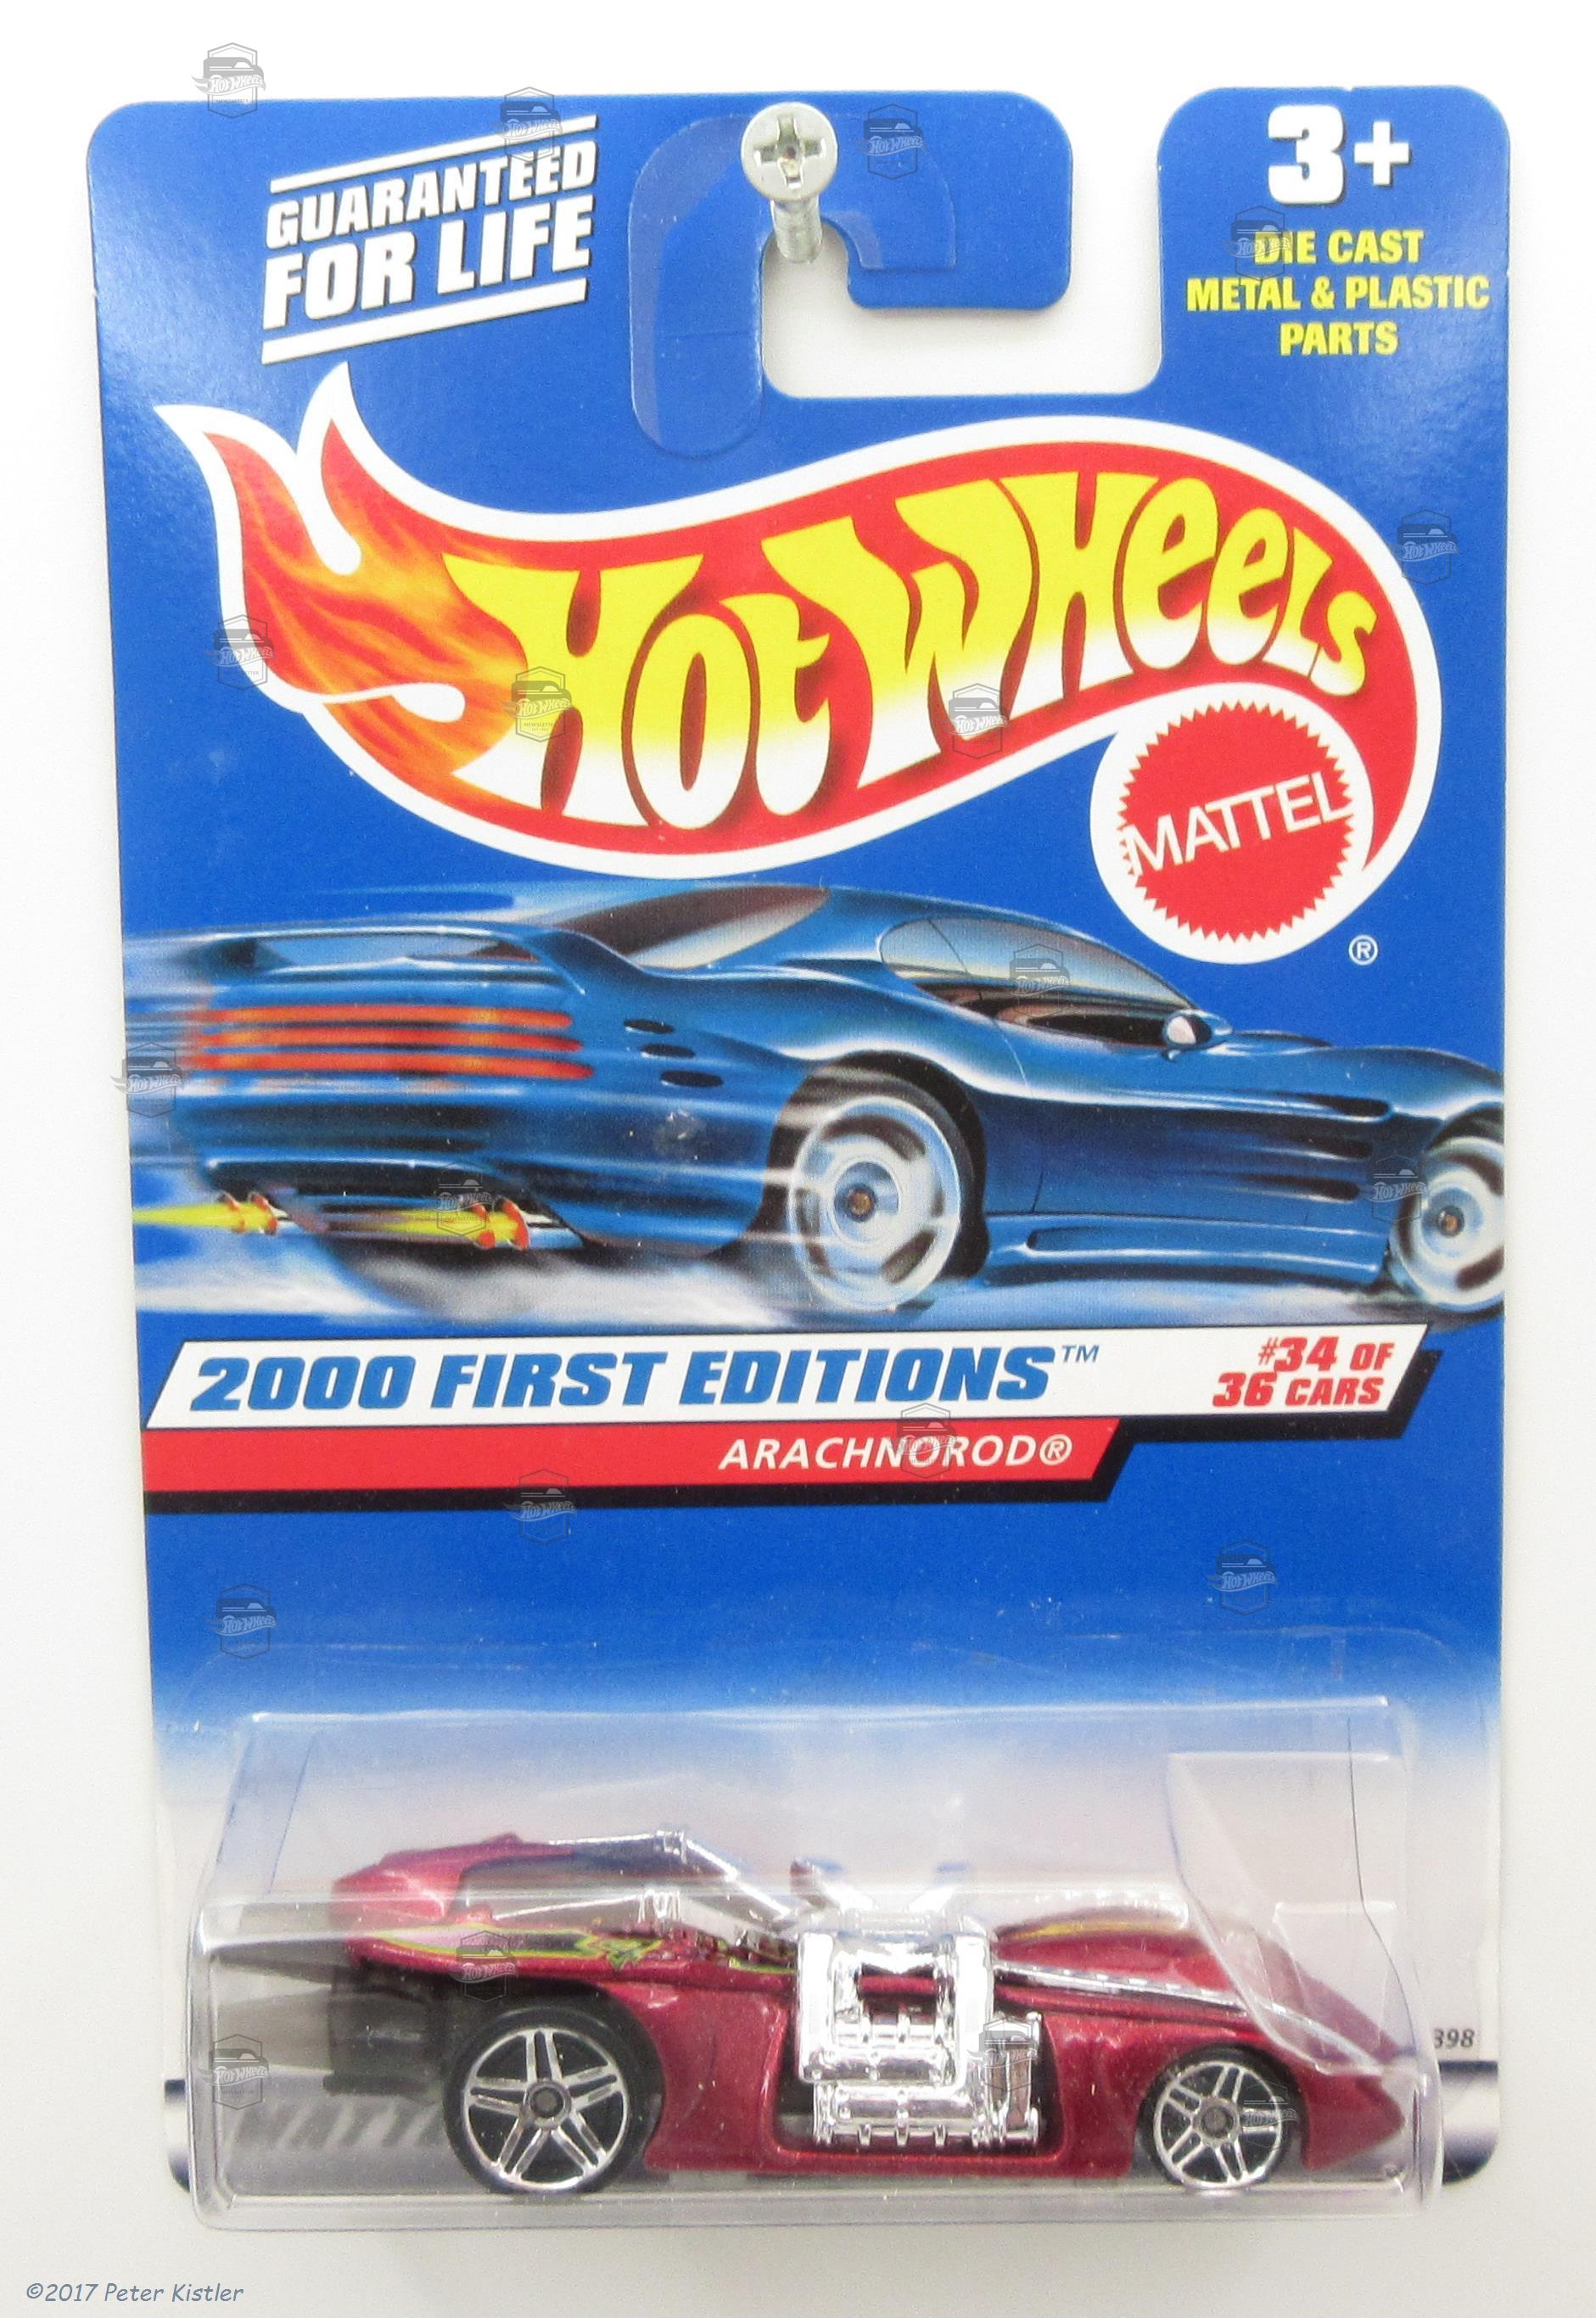 GUARANTEED
FOR LIFE
3+
DIE CAST
METAL & PLASTIC
PARTS
HOT WHEELS
MATTEL
®
2000 FIRST EDITIONS™
#34 OF
36 CARS
ARACHNOROD®
398
©2017 Peter Kistler